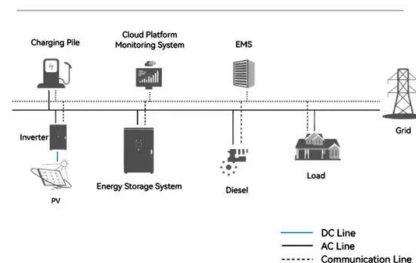 Charging Pile
Cloud Platform
Monitoring System
EMS
Grid
Inverter
PV
Energy Storage System
Diesel
Load
DC Line
AC Line
Communication Line